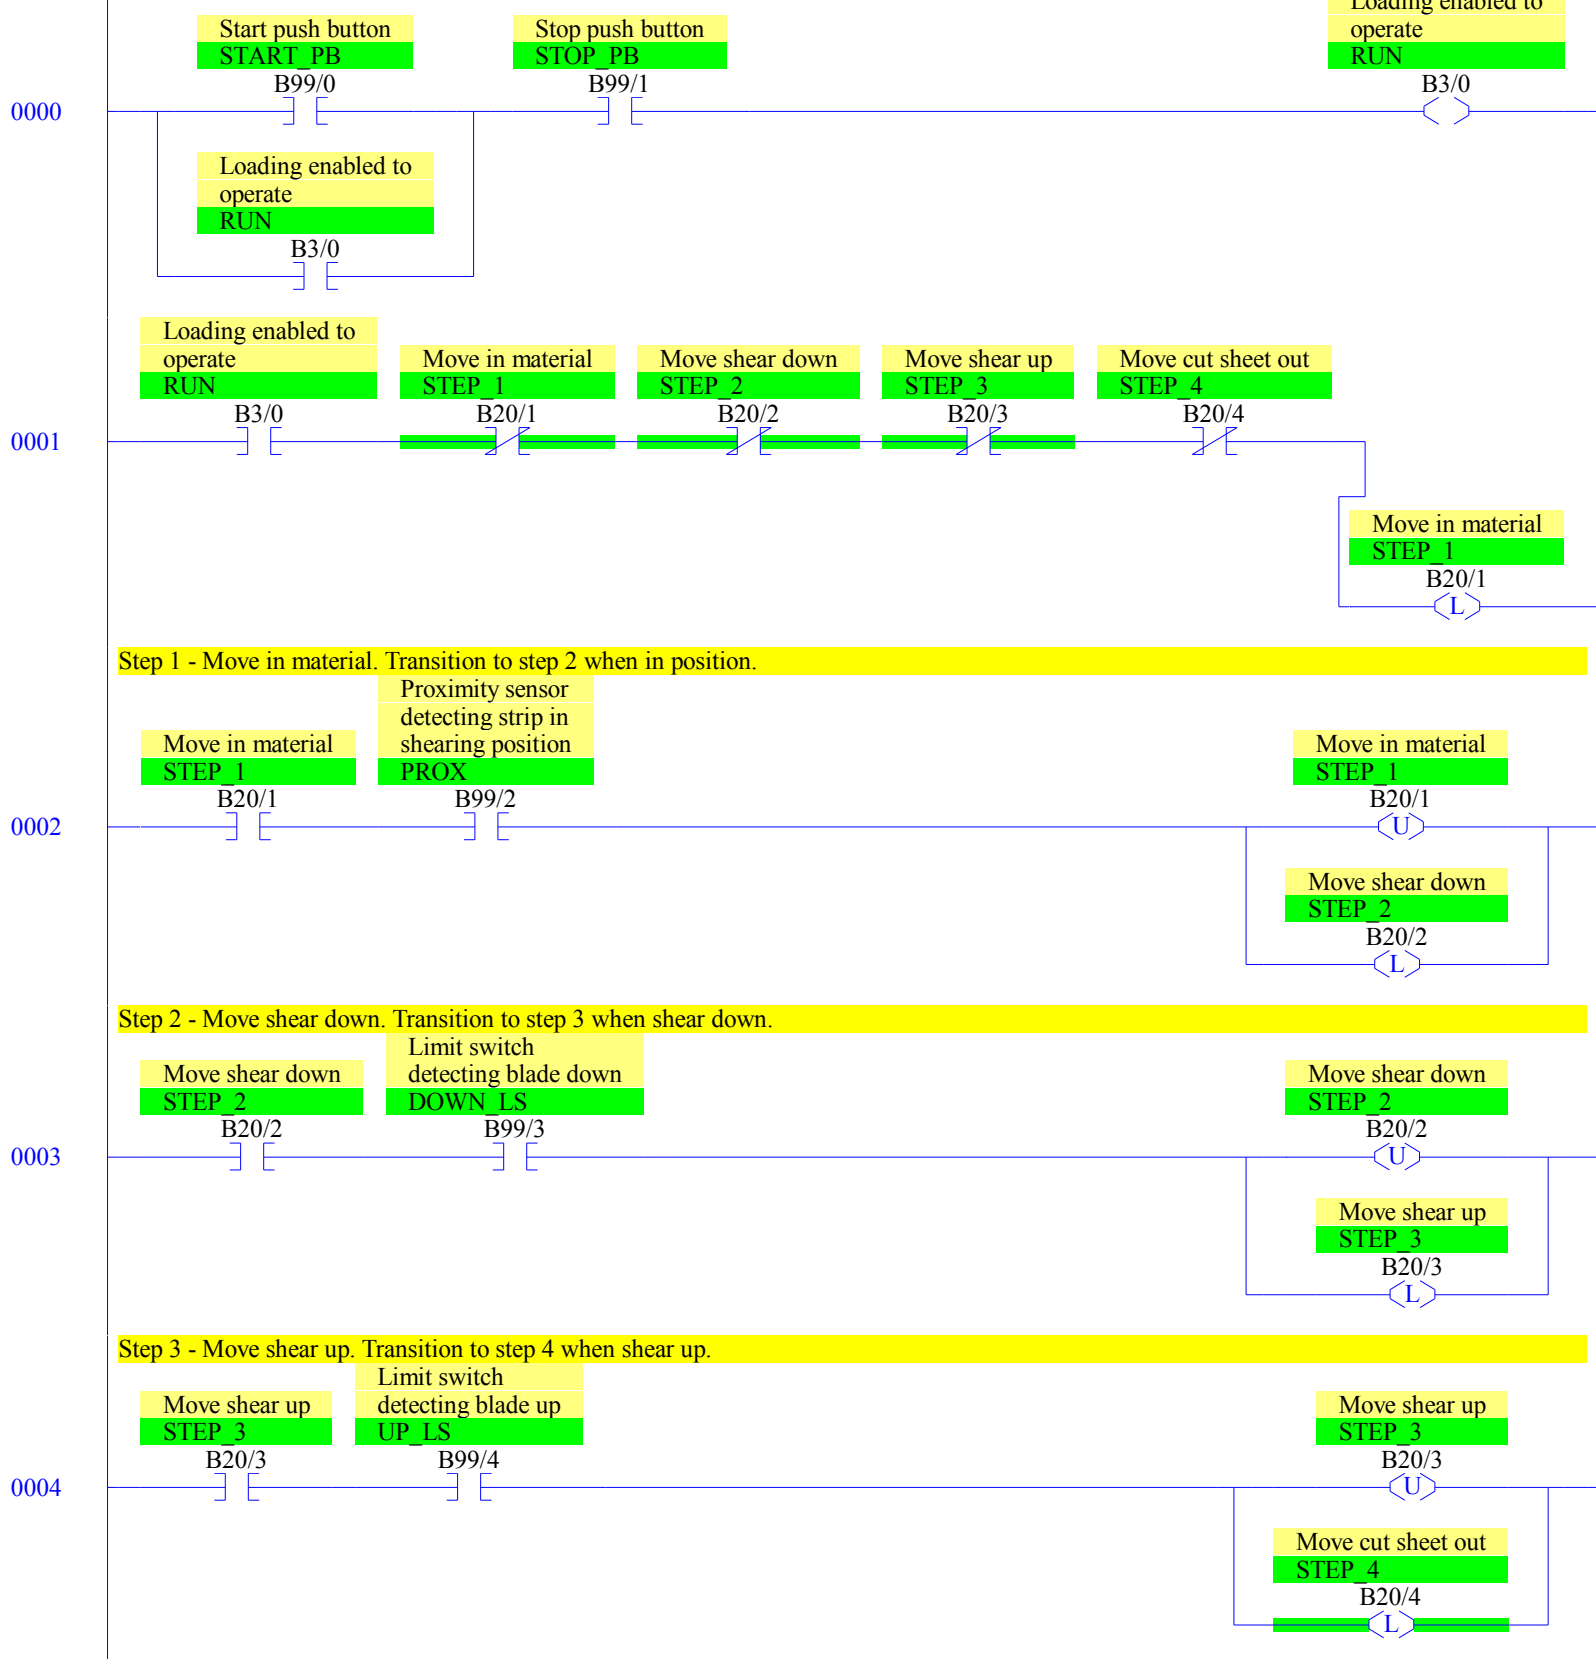 Loading enabled to
Start push button
Stop push button
operate
START_PB
STOP_PB
RUN
B99/0
B99/1
B3/0
0000
Loading enabled to
operate
RUN
B3/0
Loading enabled to
operate
Move in material
Move shear down
Move shear up
Move cut sheet out
RUN
STEP_1
STEP_2
STEP_3
STEP_4
B3/0
B20/1
B20/2
B20/3
B20/4
0001
Move in material
STEP_1
B20/1
L
Step 1 - Move in material. Transition to step 2 when in position.
Proximity sensor
detecting strip in
Move in material
shearing position
Move in material
STEP_1
PROX
STEP_1
B20/1
B99/2
B20/1
0002
U
Move shear down
STEP_2
B20/2
L
Step 2 - Move shear down. Transition to step 3 when shear down.
Limit switch
Move shear down
detecting blade down
Move shear down
STEP_2
DOWN_LS
STEP_2
B20/2
B99/3
B20/2
0003
U
Move shear up
STEP_3
B20/3
L
Step 3 - Move shear up. Transition to step 4 when shear up.
Limit switch
Move shear up
detecting blade up
Move shear up
STEP_3
UP_LS
STEP_3
B20/3
B99/4
B20/3
0004
U
Move cut sheet out
STEP_4
B20/4
L